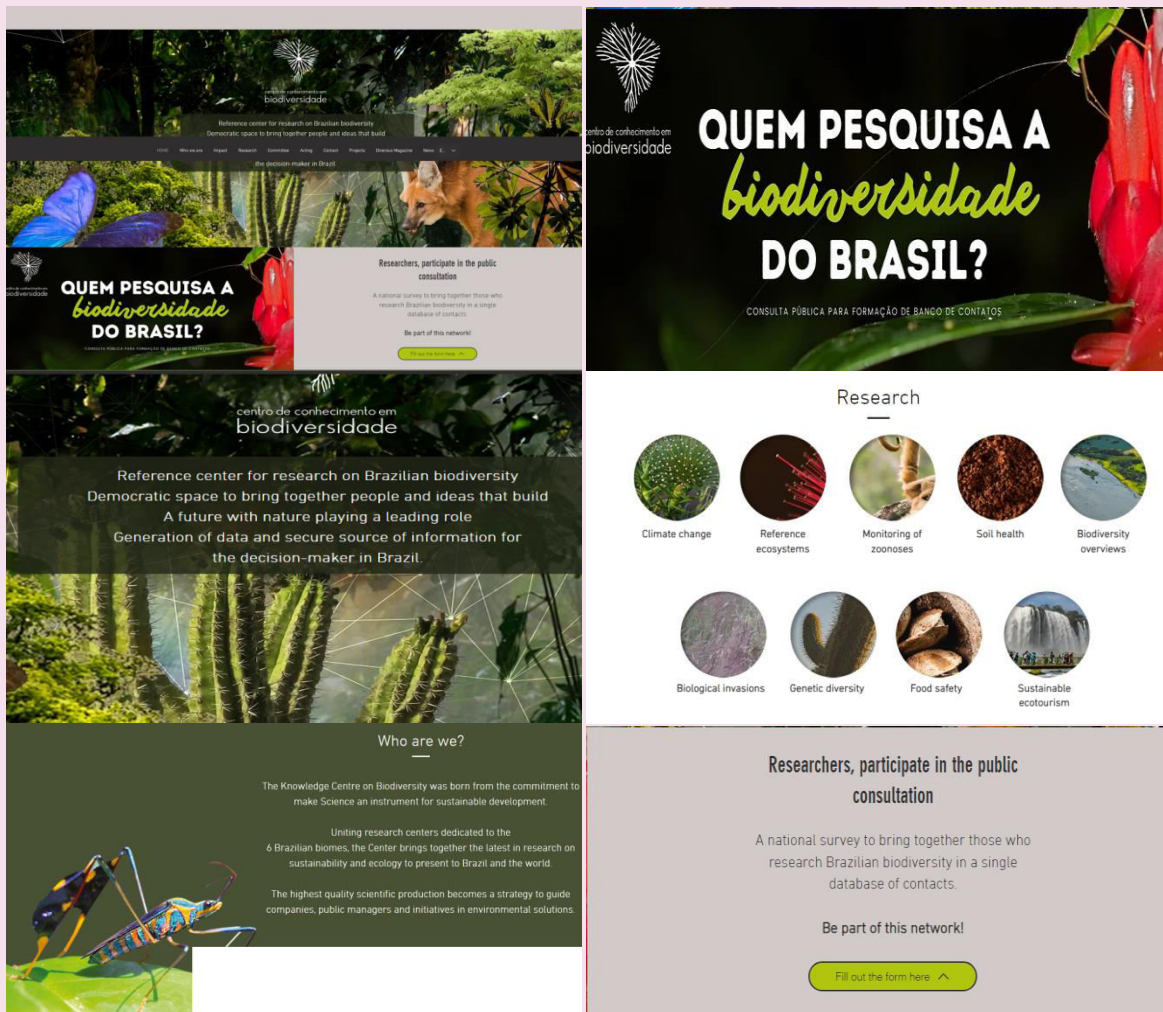 centro de conhecimento em
biodiversidade
Reference center for research on Brazilian biodiversity
Democratic space to bring together people and ideas that build
HOME Who we are Impact Research Committee Acting Contact Projects Diversus Magazine News
the decision-maker in Brazil
biodiversidade
QUEM PESQUISA A
biodiversidade
DO BRASIL?
CONSULTA PÚBLICA PARA FORMAÇÃO DE BANCO DE CONTATOS
Researchers, participate in the public
consultation
A national survey to bring together those who
research Brazilian biodiversity in a single
database of contacts.
Be part of this network!
Fill out the form here
centro de conhecimento em
biodiversidade
Reference center for research on Brazilian biodiversity
Democratic space to bring together people and ideas that build
A future with nature playing a leading role
Generation of data and secure source of information for
the decision-maker in Brazil.
Who are we?
The Knowledge Centre on Biodiversity was born from the commitment to
make Science an instrument for sustainable development.
Uniting research centers dedicated to the
6 Brazilian biomes, the Center brings together the latest in research on
sustainability and ecology to present to Brazil and the world.
The highest quality scientific production becomes a strategy to guide
companies, public managers and initiatives in environmental solutions.
centro de conhecimento em
biodiversidade
QUEM PESQUISA A
biodiversidade
DO BRASIL?
CONSULTA PÚBLICA PARA FORMAÇÃO DE BANCO DE CONTATOS
Research
Climate change
Reference
ecosystems
Monitoring of
zoonoses
Soil health
Biodiversity
overviews
Biological invasions
Genetic diversity
Food safety
Sustainable
ecotourism
Researchers, participate in the public
consultation
A national survey to bring together those who
research Brazilian biodiversity in a single
database of contacts.
Be part of this network!
Fill out the form here